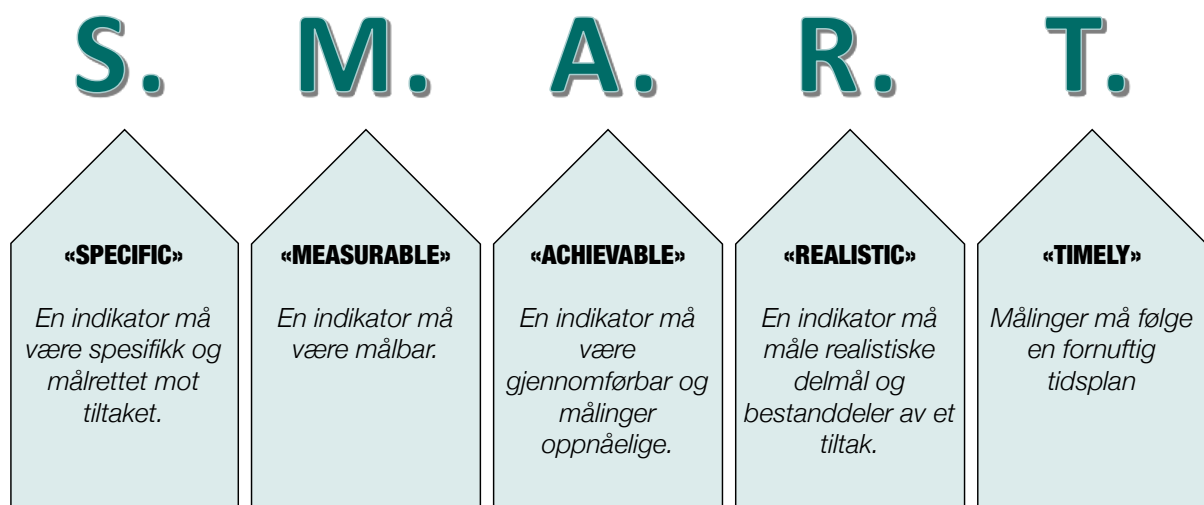 S. M. A. R. T.
«SPECIFIC»
En indikator må
være spesifikk og
målrettet mot
tiltaket.
«MEASURABLE»
En indikator må
være målbar.
«ACHIEVABLE»
En indikator må
være
gjennomførbar og
målinger
oppnåelige.
«REALISTIC»
En indikator må
måle realistiske
delmål og
bestanddeler av et
tiltak.
«TIMELY»
Målinger må følge
en fornuftig
tidsplan